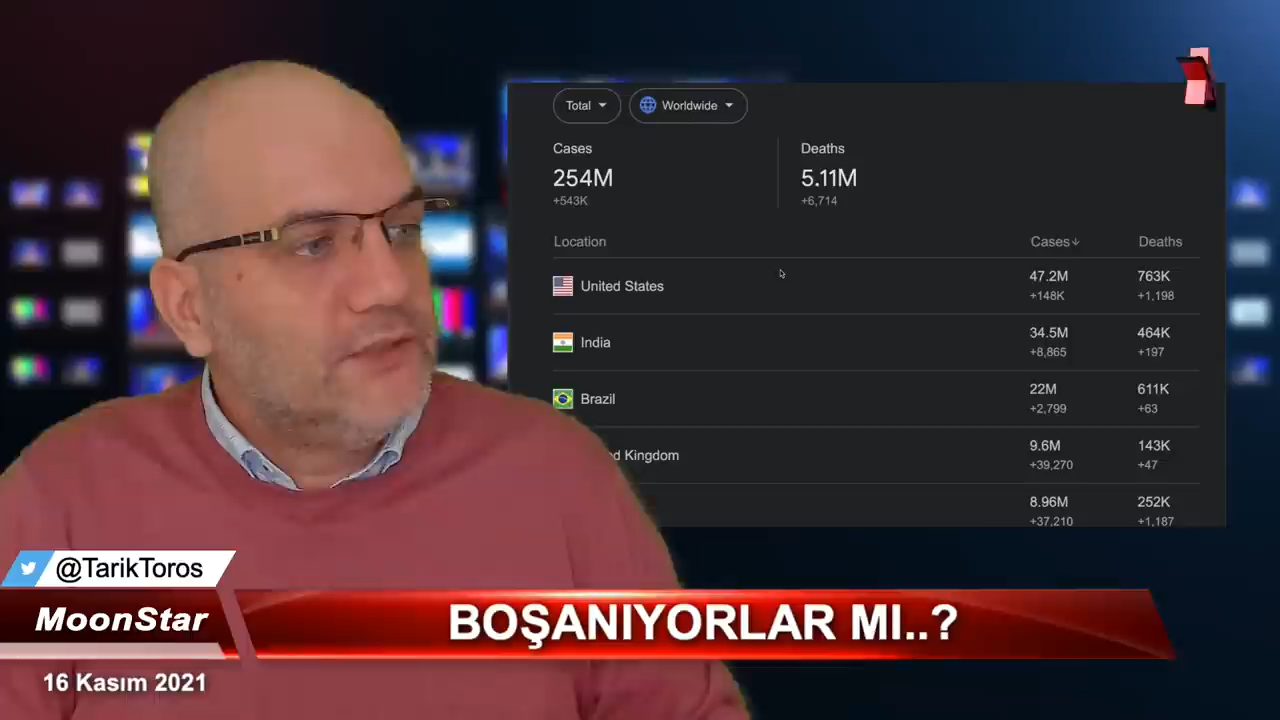 Total
Worldwide
Cases
Deaths
254M
5.11M
+543K
+6,714
Location
Cases↓
Deaths
United States
47.2M
763K
+148K
+1,198
India
34.5M
464K
+8,865
+197
Brazil
22M
611K
+2,799
+63
d Kingdom
9.6M
143K
+39,270
+47
8.96M
252K
+37,210
+1,187
@TarikToros
MoonStar
BOŞANIYORLAR MI..?
16 Kasım 2021